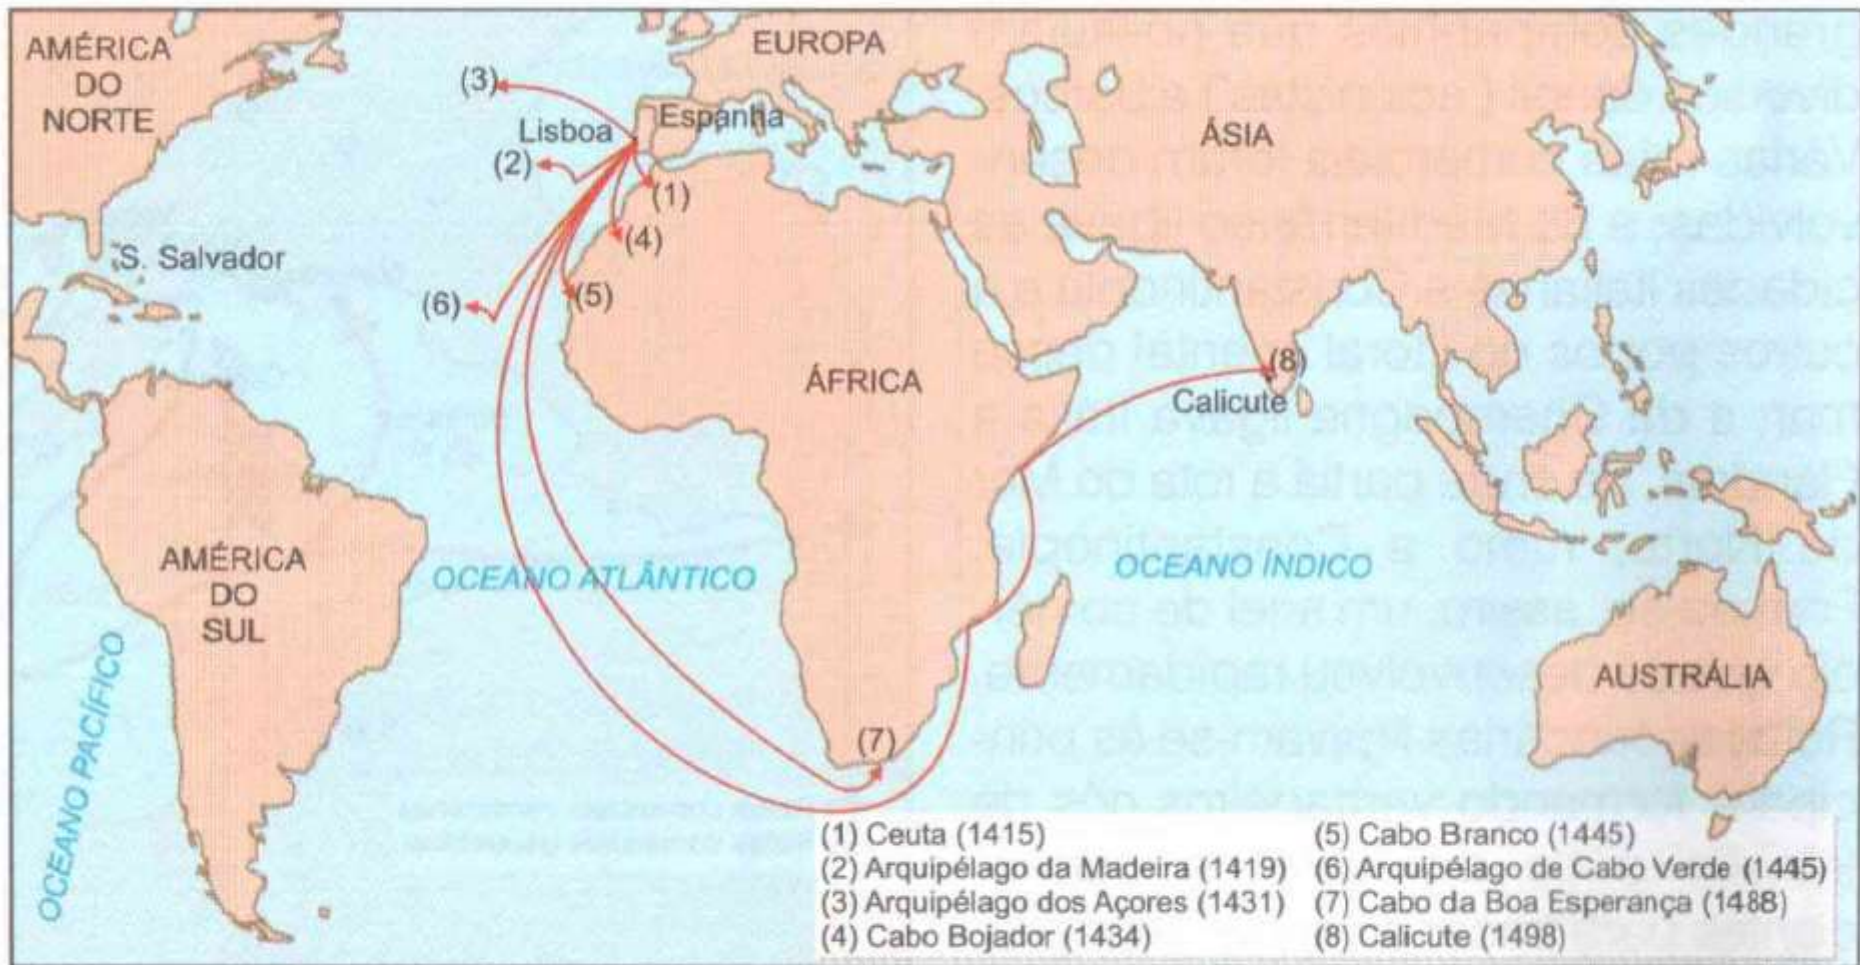 AMÉRICA
DO
NORTE
EUROPA
(3)
Lisboa
Espanha
ÁSIA
(2)
(1)
(4)
S. Salvador
(5)
(6)
ÁFRICA
(8)
Calicute
AMÉRICA
DO
SUL
OCEANO ATLÂNTICO
OCEANO ÍNDICO
OCEANO PACÍFICO
AUSTRÁLIA
(7)
(1) Ceuta (1415)
(2) Arquipélago da Madeira (1419)
(3) Arquipélago dos Açores (1431)
(4) Cabo Bojador (1434)
(5) Cabo Branco (1445)
(6) Arquipélago de Cabo Verde (1445)
(7) Cabo da Boa Esperança (1488)
(8) Calicute (1498)